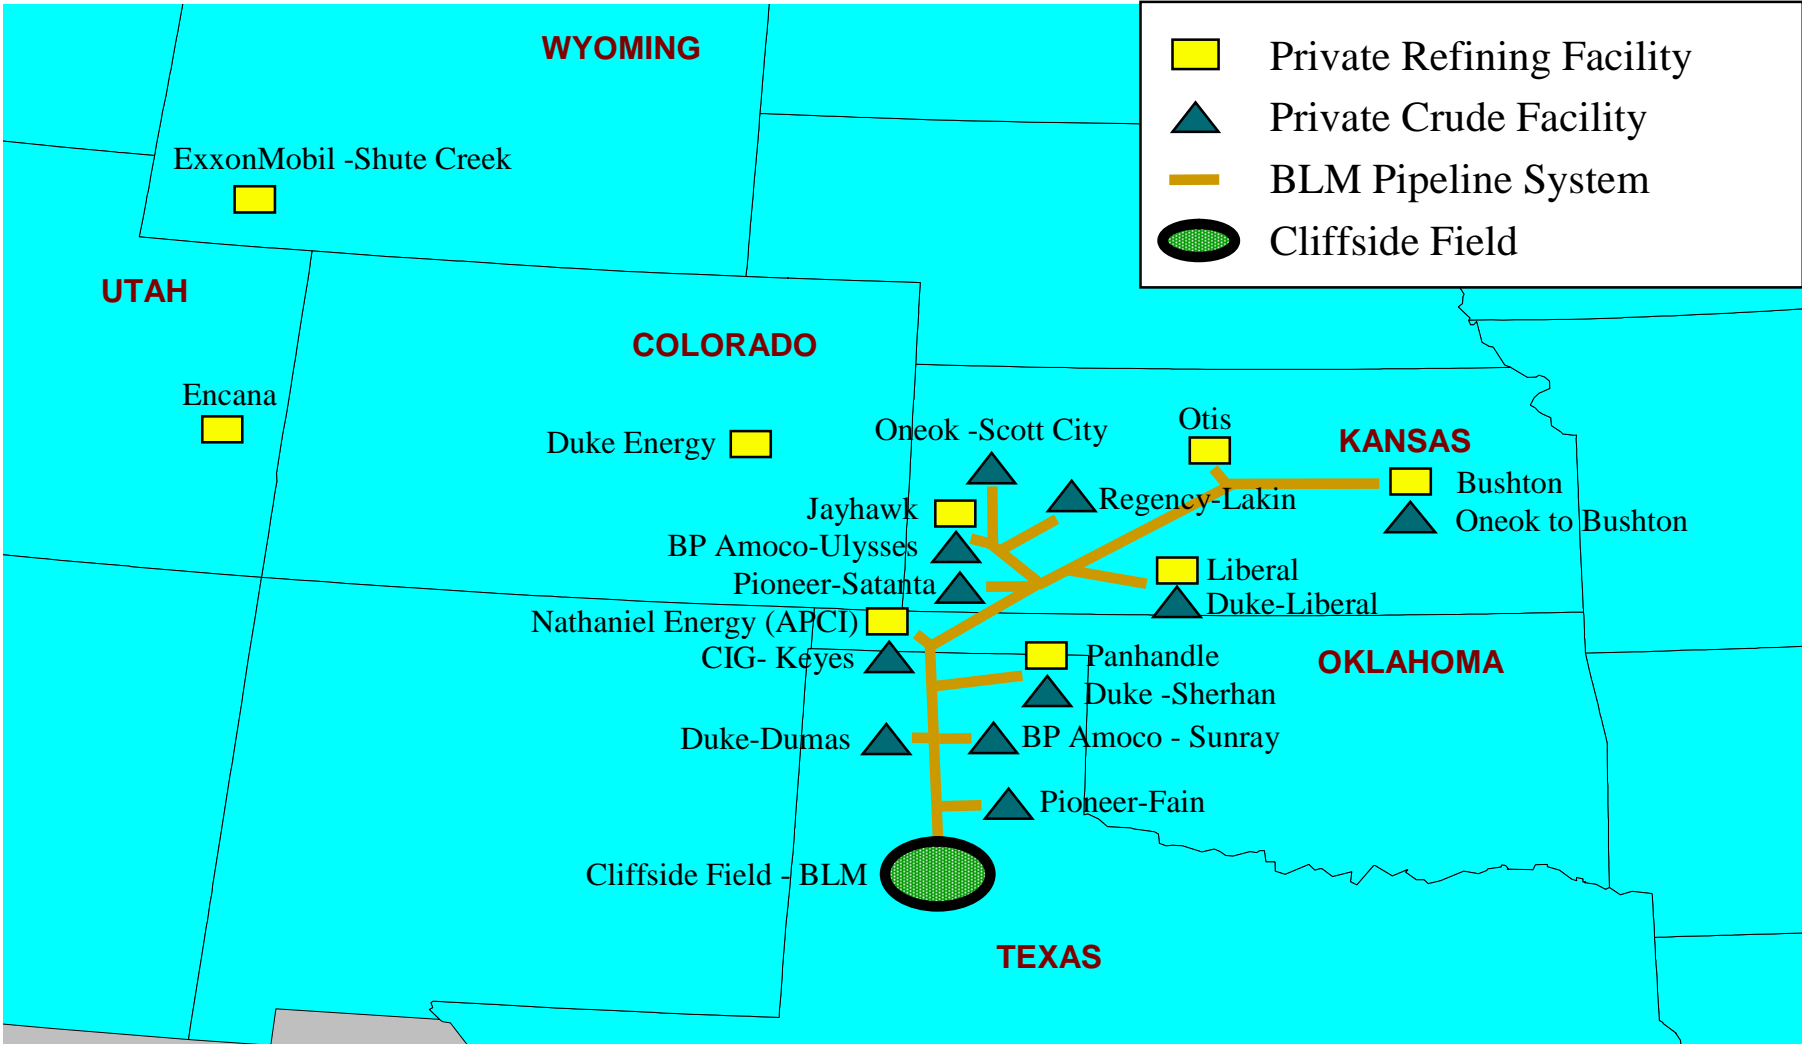 WYOMING
Private Refining Facility
Private Crude Facility
BLM Pipeline System
Cliffside Field
ExxonMobil -Shute Creek
UTAH
COLORADO
Encana
Duke Energy
Oneok -Scott City
Otis
KANSAS
Jayhawk
Regency-Lakin
Bushton
Oneok to Bushton
BP Amoco-Ulysses
Pioneer-Satanta
Liberal
Duke-Liberal
Nathaniel Energy (APCI)
CIG- Keyes
Panhandle
Duke -Sherhan
OKLAHOMA
Duke-Dumas
BP Amoco - Sunray
Pioneer-Fain
Cliffside Field - BLM
TEXAS